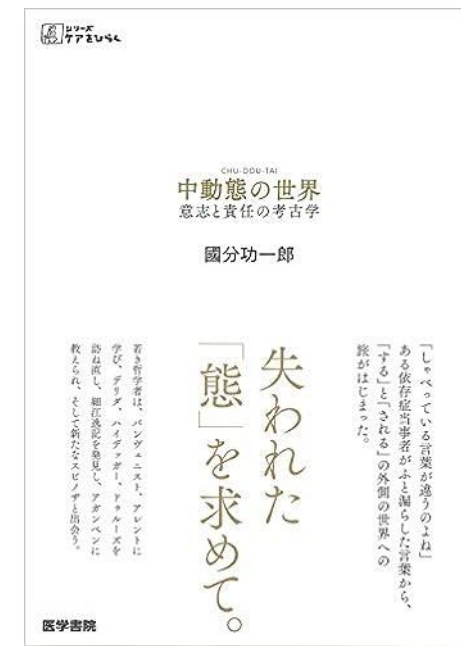 シリーズ
ケアをひらく
CHU-DOU-TAI
中動態の世界
意志と責任の考古学
國分功一郎
「しゃべっている言葉が違うのよね」
ある依存症当事者がふと漏らした言葉から、
「する」と「される」の外側の世界への
旅がはじまった。
失われた
「態」を求めて。
若き哲学者は、バンヴェニスト、アレントに
学び、デリダ、ハイデッガー、ドゥルーズを
訪ね直し、細江逸記を発見し、アガンベンに
教えられ、そして新たなスピノザと出会う。
医学書院